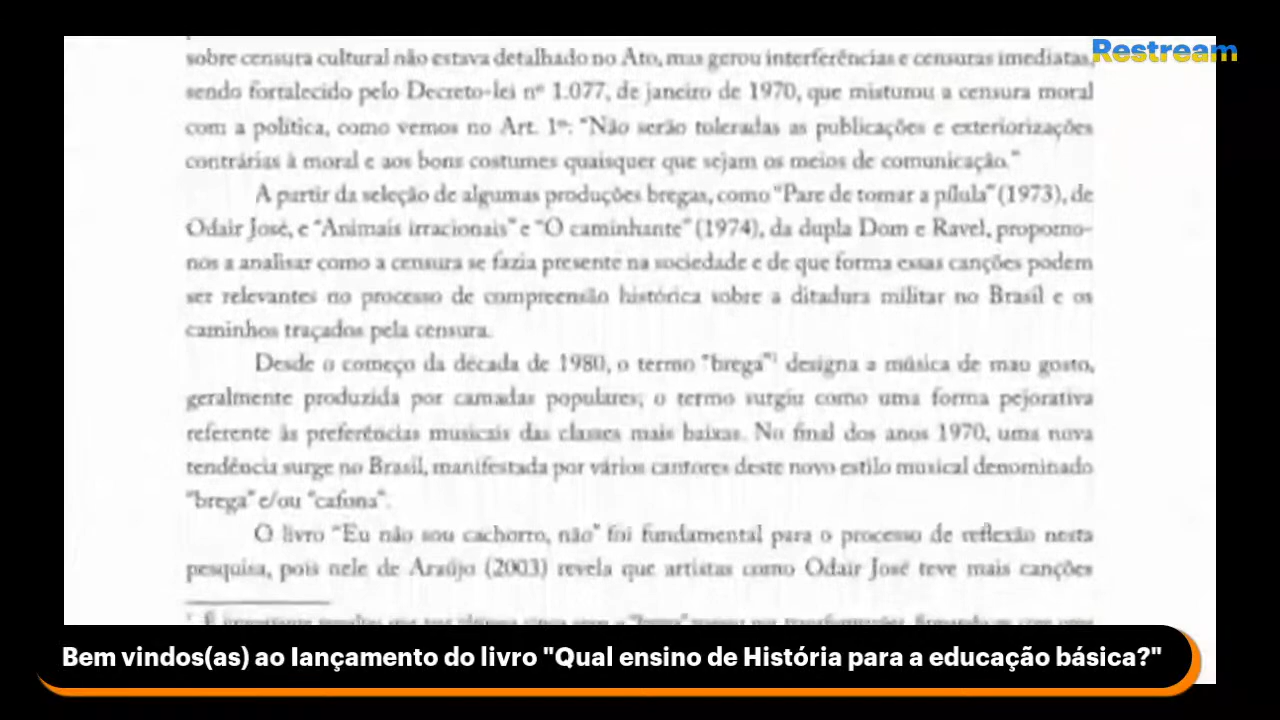 sobre censura cultural não estava detalhado no Ato, mas gerou interferências e censuras imediatas,
Restream
sendo fortalecido pelo Decreto-lei nº 1.077, de janeiro de 1970, que misturou a censura moral
com a política, como vemos no Art. 1º: "Não serão toleradas as publicações e exteriorizações
contrárias à moral e aos bons costumes quaisquer que sejam os meios de comunicação."
A partir da seleção de algumas produções bregas, como "Pare de tomar a pílula" (1973), de
Odair José, e "Animais irracionais" e "O caminhante" (1974), da dupla Dom e Ravel, propomo-
nos a analisar como a censura se fazia presente na sociedade e de que forma essas canções podem
ser relevantes no processo de compreensão histórica sobre a ditadura militar no Brasil e os
caminhos traçados pela censura.
Desde o começo da década de 1980, o termo "brega"¹ designa a música de mau gosto,
geralmente produzida por camadas populares; o termo surgiu como uma forma pejorativa
referente às preferências musicais das classes mais baixas. No final dos anos 1970, uma nova
tendência surge no Brasil, manifestada por vários cantores deste novo estilo musical denominado
"brega" e/ou "cafona".
O livro "Eu não sou cachorro, não" foi fundamental para o processo de reflexão nesta
pesquisa, pois nele de Araújo (2003) revela que artistas como Odair José teve mais canções
Bem vindos(as) ao lançamento do livro "Qual ensino de História para a educação básica?"